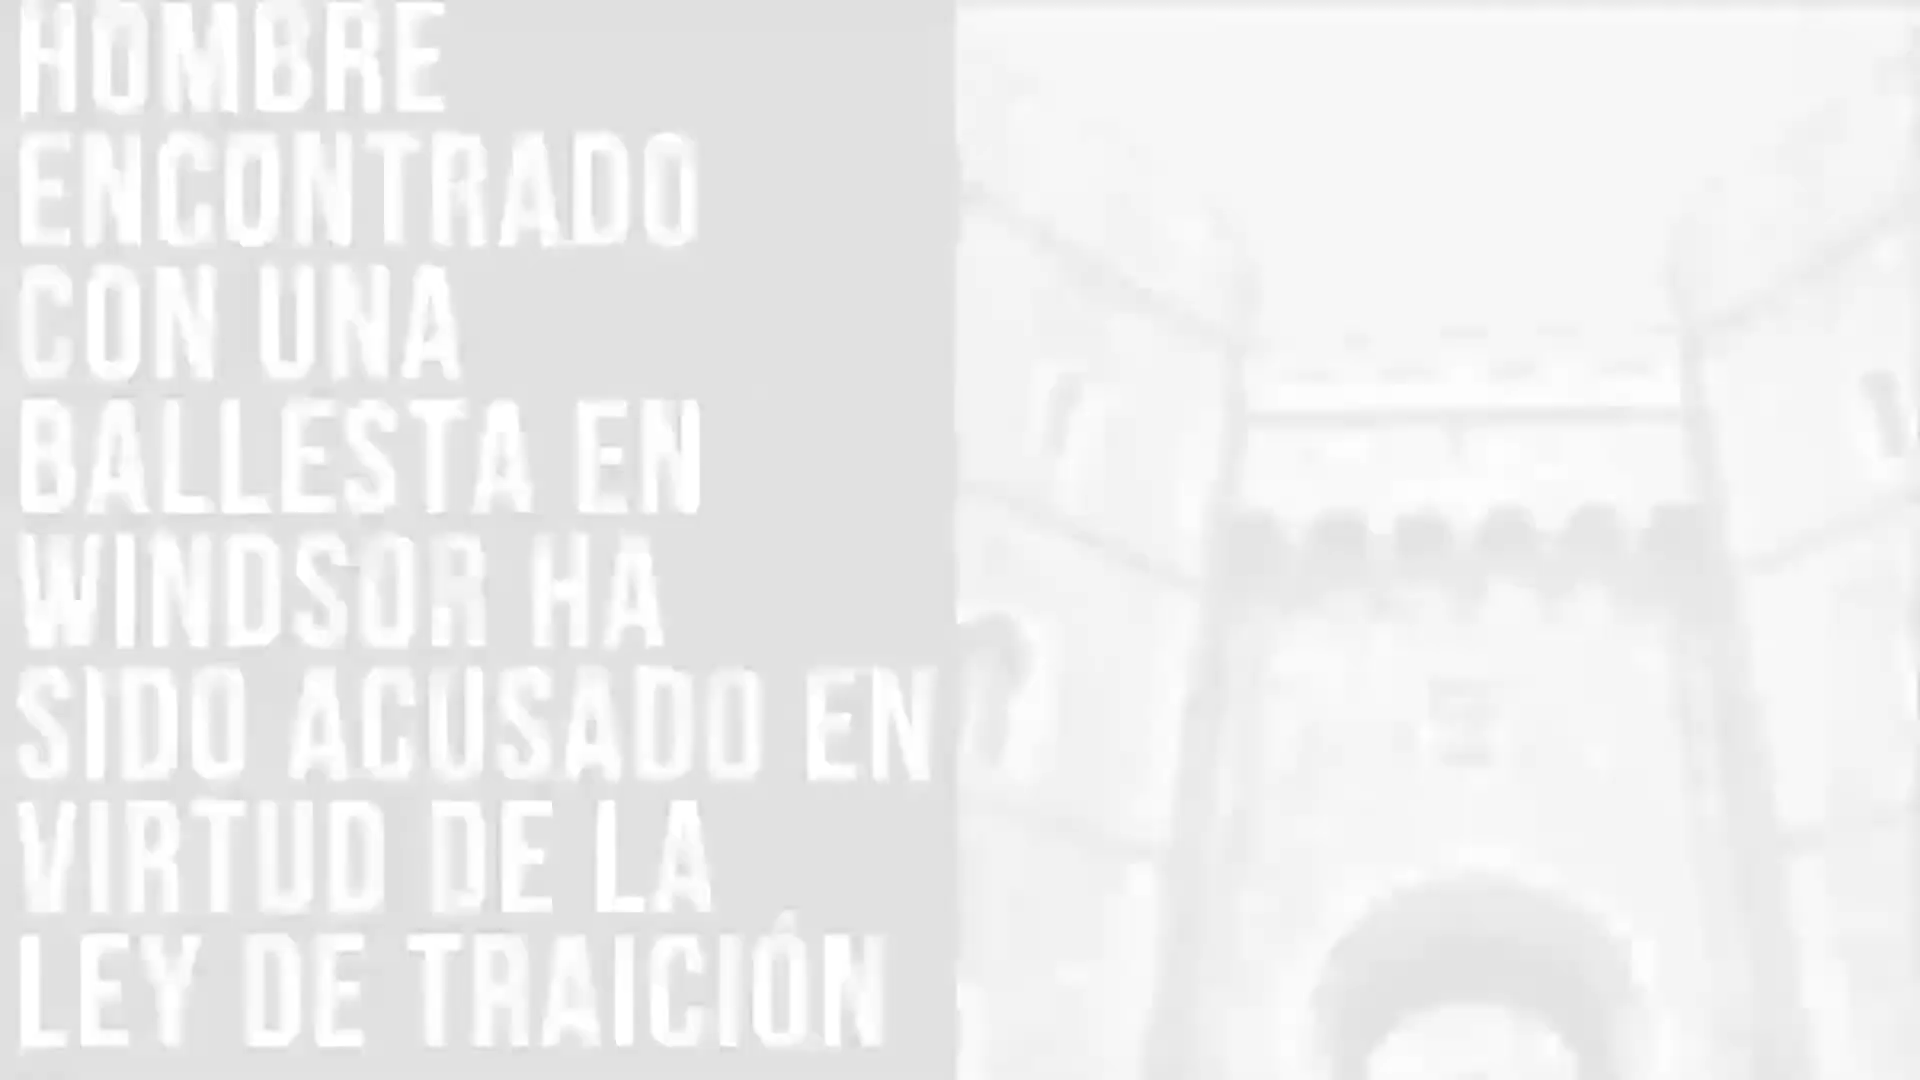 HOMBRE
ENCONTRADO
CON UNA
BALLESTA EN
WINDSOR HA
SIDO ACUSADO EN
VIRTUD DE LA
LEY DE TRAICIÓN